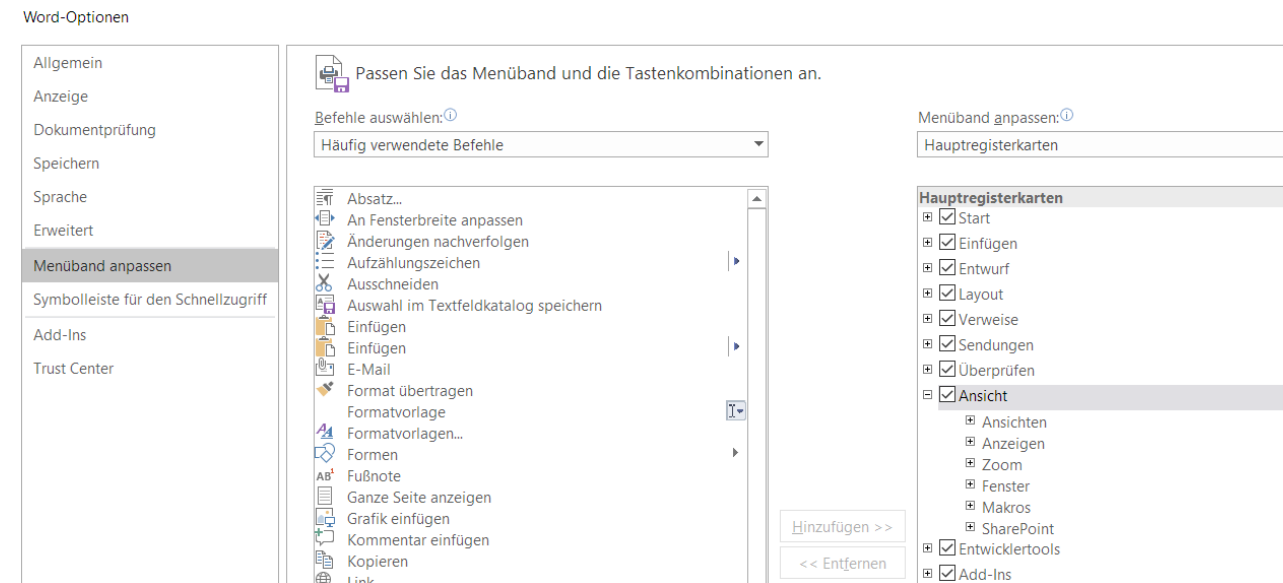 Word-Optionen
Allgemein
Anzeige
Dokumentprüfung
Speichern
Sprache
Erweitert
Menüband anpassen
Symbolleiste für den Schnellzugriff
Add-Ins
Trust Center
Passen Sie das Menüband und die Tastenkombinationen an.
Befehle auswählen:
Häufig verwendete Befehle
Absatz...
An Fensterbreite anpassen
Änderungen nachverfolgen
Aufzählungszeichen
Ausschneiden
Auswahl im Textfeldkatalog speichern
Einfügen
Einfügen
E-Mail
Format übertragen
Formatvorlage
Formatvorlagen...
Formen
Fußnote
Ganze Seite anzeigen
Grafik einfügen
Kommentar einfügen
Kopieren
Link
Hinzufügen >>
<< Entfernen
Menüband anpassen:
Hauptregisterkarten
Hauptregisterkarten
Start
Einfügen
Entwurf
Layout
Verweise
Sendungen
Überprüfen
Ansicht
Ansichten
Anzeigen
Zoom
Fenster
Makros
SharePoint
Entwicklertools
Add-Ins